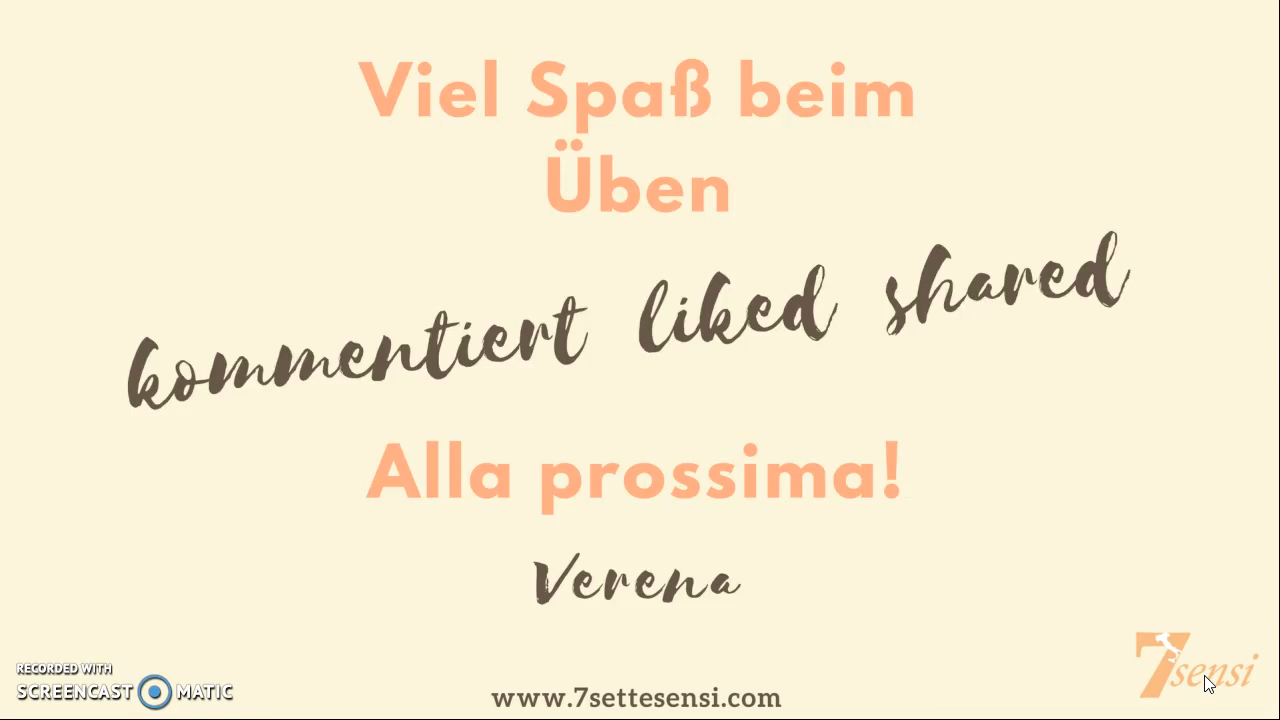 Viel Spaß beim
Üben
kommentiert liked shared
Alla prossima!
Verena
7sensi
RECORDED WITH
SCREENCAST MATIC
www.7settesensi.com